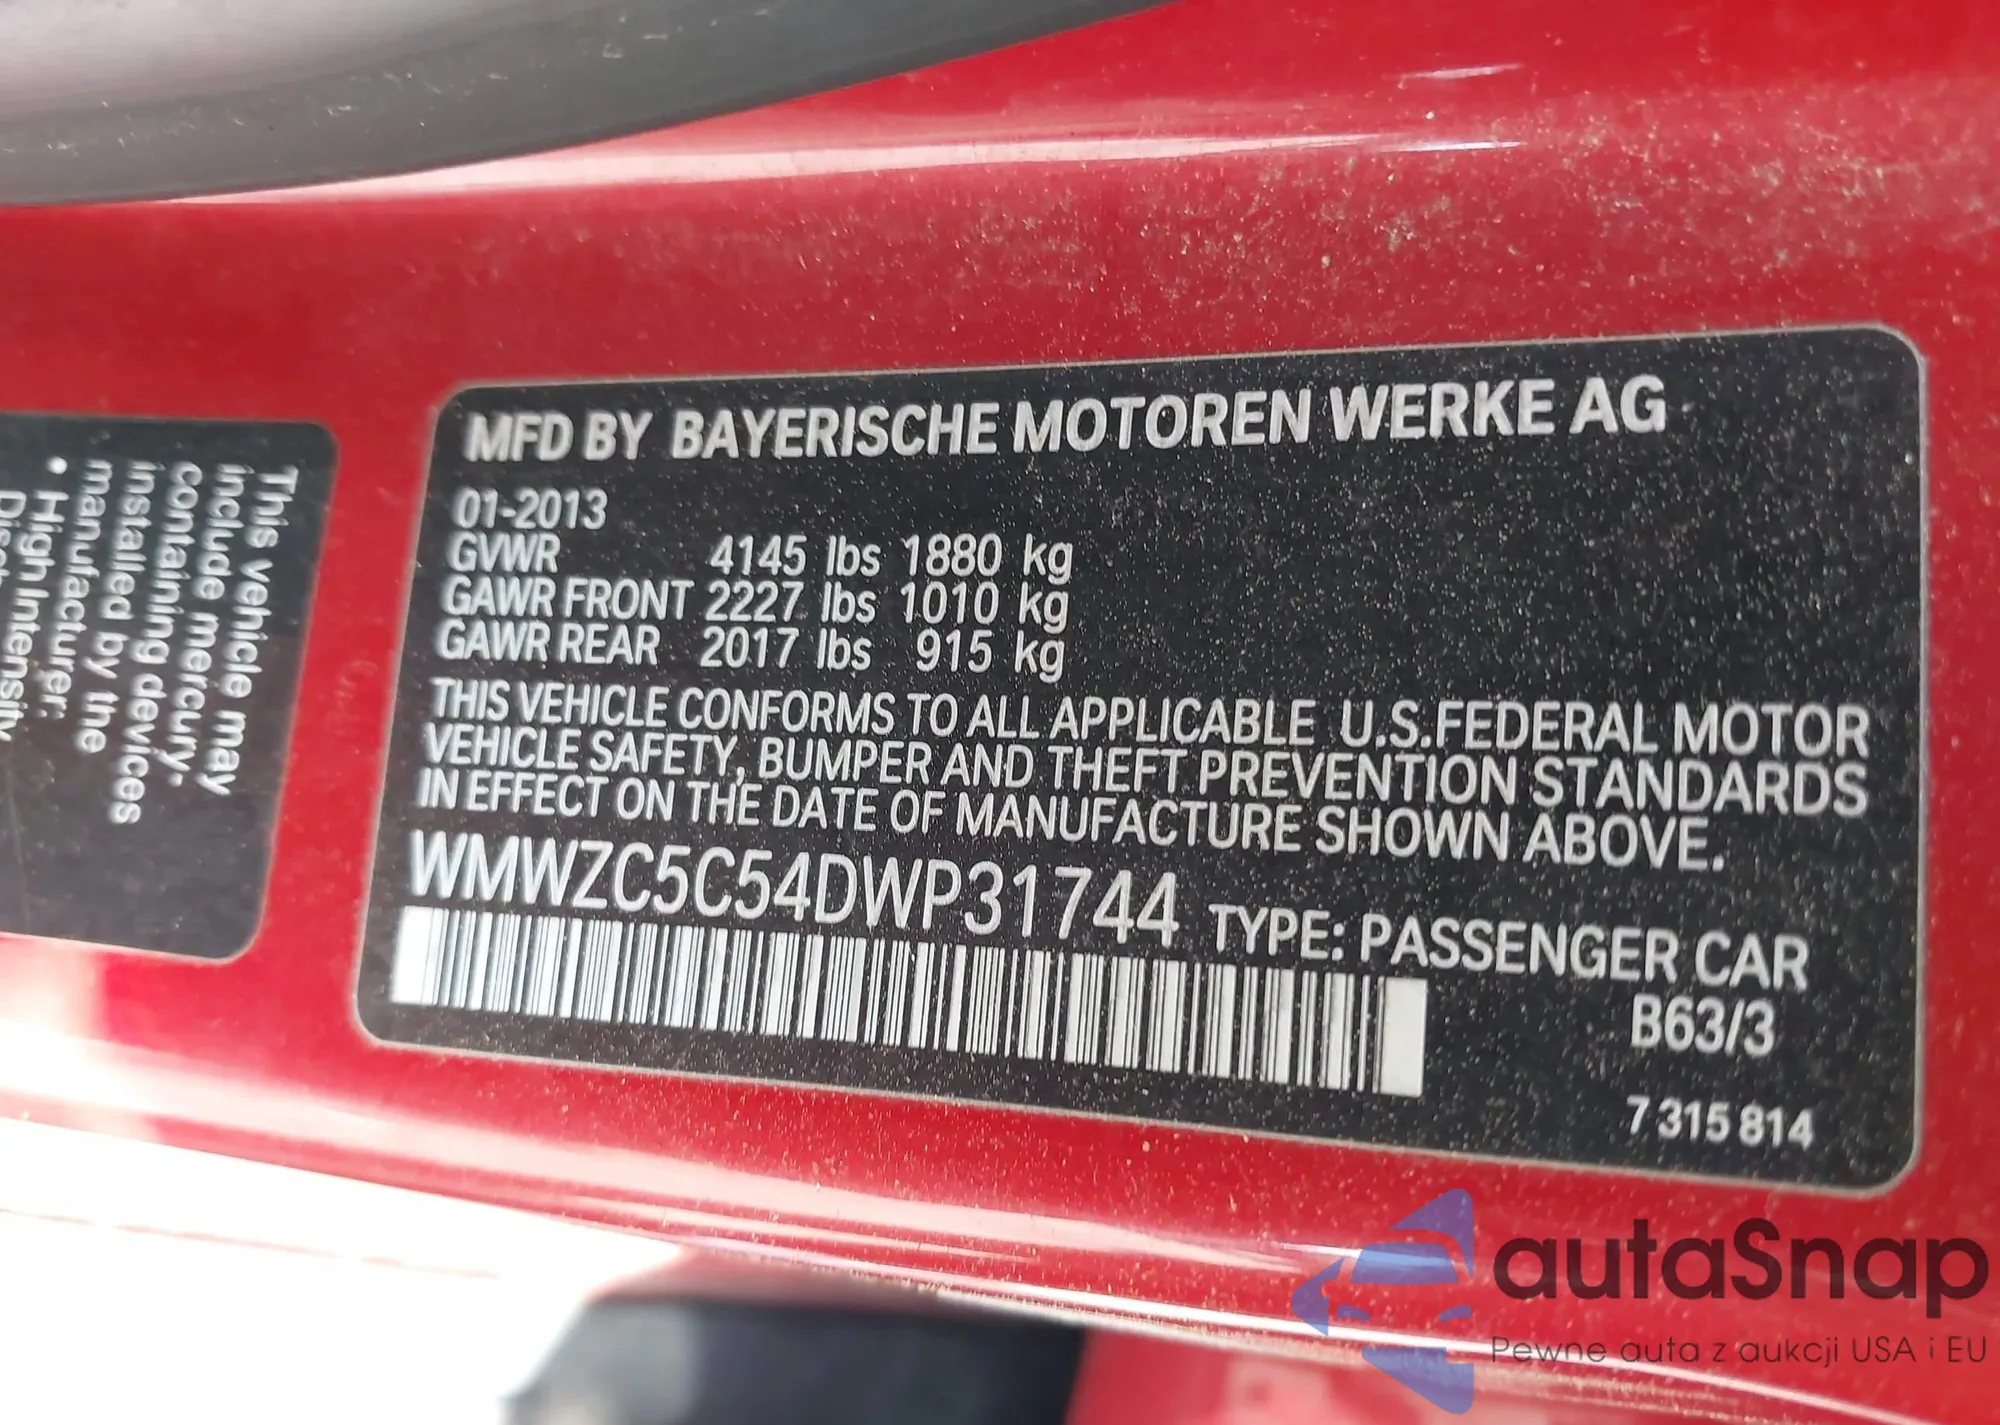 MFD BY BAYERISCHE MOTOREN WERKE AG
01-2013
GVWR 4145 lbs 1880 kg
GAWR FRONT 2227 lbs 1010 kg
GAWR REAR 2017 lbs 915 kg
THIS VEHICLE CONFORMS TO ALL APPLICABLE U.S.FEDERAL MOTOR
VEHICLE SAFETY, BUMPER AND THEFT PREVENTION STANDARDS
IN EFFECT ON THE DATE OF MANUFACTURE SHOWN ABOVE.
WMWZC5C54DWP31744 TYPE: PASSENGER CAR
B63/3
7 315 814
This vehicle may
include mercury-
containing devices
installed by the
manufacturer:
• High Intensity
autaSnap
Pewne auta z aukcji USA i EU